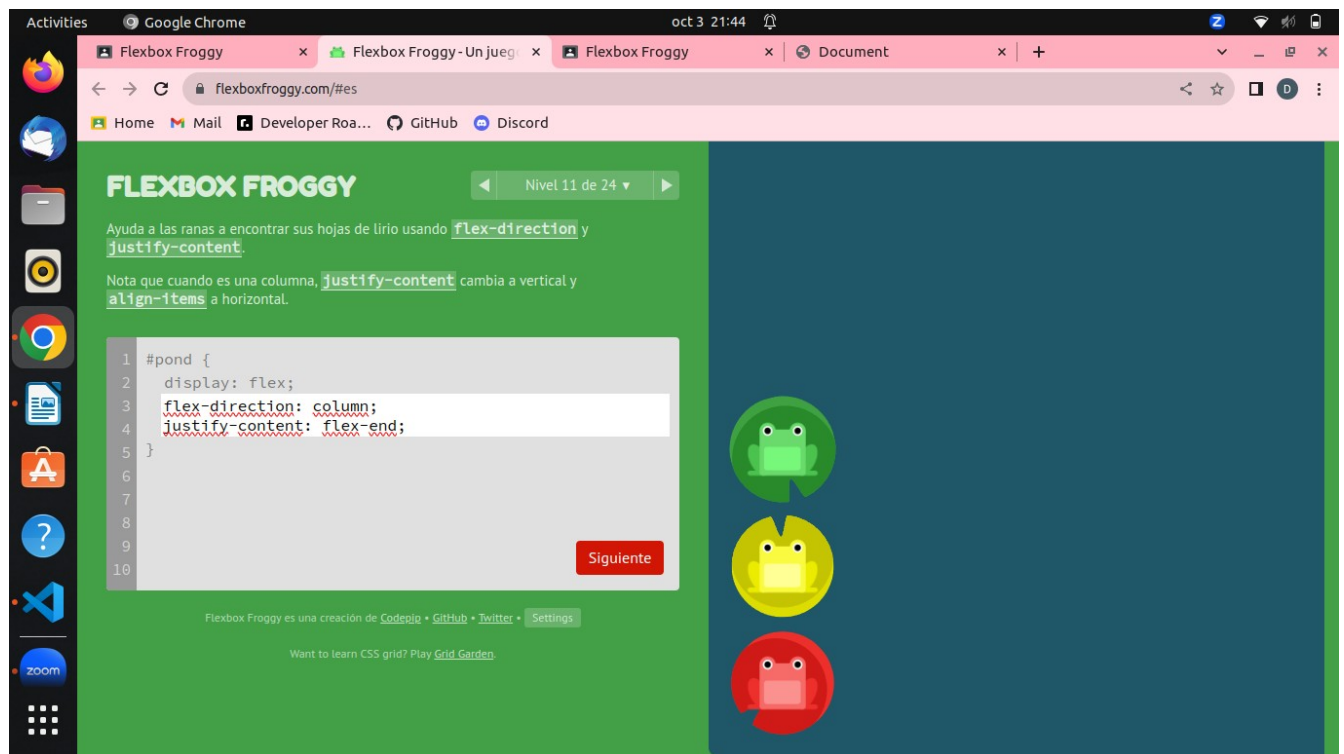 Activities Google Chrome oct 3 21:44 Z
Flexbox Froggy × Flexbox Froggy - Un jueg × Flexbox Froggy × Document × +
flexboxfroggy.com/#es D
Home Mail r. Developer Roa... GitHub Discord
FLEXBOX FROGGY
Nivel 11 de 24 ▼
Ayuda a las ranas a encontrar sus hojas de lirio usando flex-direction y
justify-content.
Nota que cuando es una columna, justify-content cambia a vertical y
align-items a horizontal.
1 #pond {
2 display: flex;
3 flex-direction: column;
4 justify-content: flex-end;
5 }
6
7
8
9
10
Siguiente
Flexbox Froggy es una creación de Codepip • GitHub • Twitter • Settings
Want to learn CSS grid? Play Grid Garden.
zoom